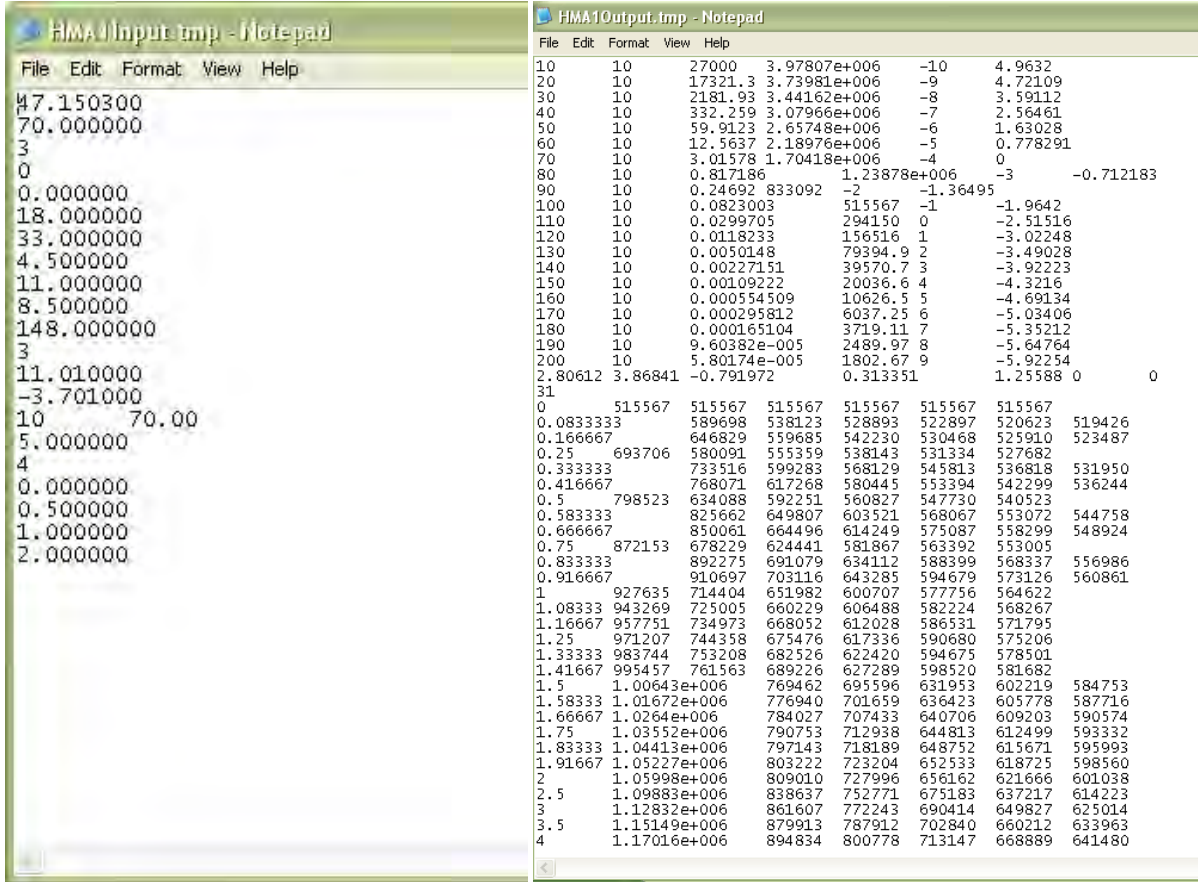 HMA1Input.tmp - Notepad
File Edit Format View Help
47.150300
70.000000
3
0
0.000000
18.000000
33.000000
4.500000
11.000000
8.500000
148.000000
3
11.010000
-3.701000
10 70.00
5.000000
4
0.000000
0.500000
1.000000
2.000000
HMA1Output.tmp - Notepad
File Edit Format View Help
10 10 27000 3.97807e+006 -10 4.9632
20 10 17321.3 3.73981e+006 -9 4.72109
30 10 2181.93 3.44162e+006 -8 3.59112
40 10 332.259 3.07966e+006 -7 2.56461
50 10 59.9123 2.65748e+006 -6 1.63028
60 10 12.5637 2.18976e+006 -5 0.778291
70 10 3.01578 1.70418e+006 -4 0
80 10 0.817186 1.23878e+006 -3 -0.712183
90 10 0.24692 833092 -2 -1.36495
100 10 0.0823003 515567 -1 -1.9642
110 10 0.0299705 294150 0 -2.51516
120 10 0.0118233 156516 1 -3.02248
130 10 0.0050148 79394.9 2 -3.49028
140 10 0.00227151 39570.7 3 -3.92223
150 10 0.00109222 20036.6 4 -4.3216
160 10 0.000554509 10626.5 5 -4.69134
170 10 0.000295812 6037.25 6 -5.03406
180 10 0.000165104 3719.11 7 -5.35212
190 10 9.60382e-005 2489.97 8 -5.64764
200 10 5.80174e-005 1802.67 9 -5.92254
2.80612 3.86841 -0.791972 0.313351 1.25588 0 0
31
0 515567 515567 515567 515567 515567 515567
0.0833333 589698 538123 528893 522897 520623 519426
0.166667 646829 559685 542230 530468 525910 523487
0.25 693706 580091 555359 538143 531334 527682
0.333333 733516 599283 568129 545813 536818 531950
0.416667 768071 617268 580445 553394 542299 536244
0.5 798523 634088 592251 560827 547730 540523
0.583333 825662 649807 603521 568067 553072 544758
0.666667 850061 664496 614249 575087 558299 548924
0.75 872153 678229 624441 581867 563392 553005
0.833333 892275 691079 634112 588399 568337 556986
0.916667 910697 703116 643285 594679 573126 560861
1 927635 714404 651982 600707 577756 564622
1.08333 943269 725005 660229 606488 582224 568267
1.16667 957751 734973 668052 612028 586531 571795
1.25 971207 744358 675476 617336 590680 575206
1.33333 983744 753208 682526 622420 594675 578501
1.41667 995457 761563 689226 627289 598520 581682
1.5 1.00643e+006 769462 695596 631953 602219 584753
1.58333 1.01672e+006 776940 701659 636423 605778 587716
1.66667 1.0264e+006 784027 707433 640706 609203 590574
1.75 1.03552e+006 790753 712938 644813 612499 593332
1.83333 1.04413e+006 797143 718189 648752 615671 595993
1.91667 1.05227e+006 803222 723204 652533 618725 598560
2 1.05998e+006 809010 727996 656162 621666 601038
2.5 1.09883e+006 838637 752771 675183 637217 614223
3 1.12832e+006 861607 772243 690414 649827 625014
3.5 1.15149e+006 879913 787912 702840 660212 633963
4 1.17016e+006 894834 800778 713147 668889 641480